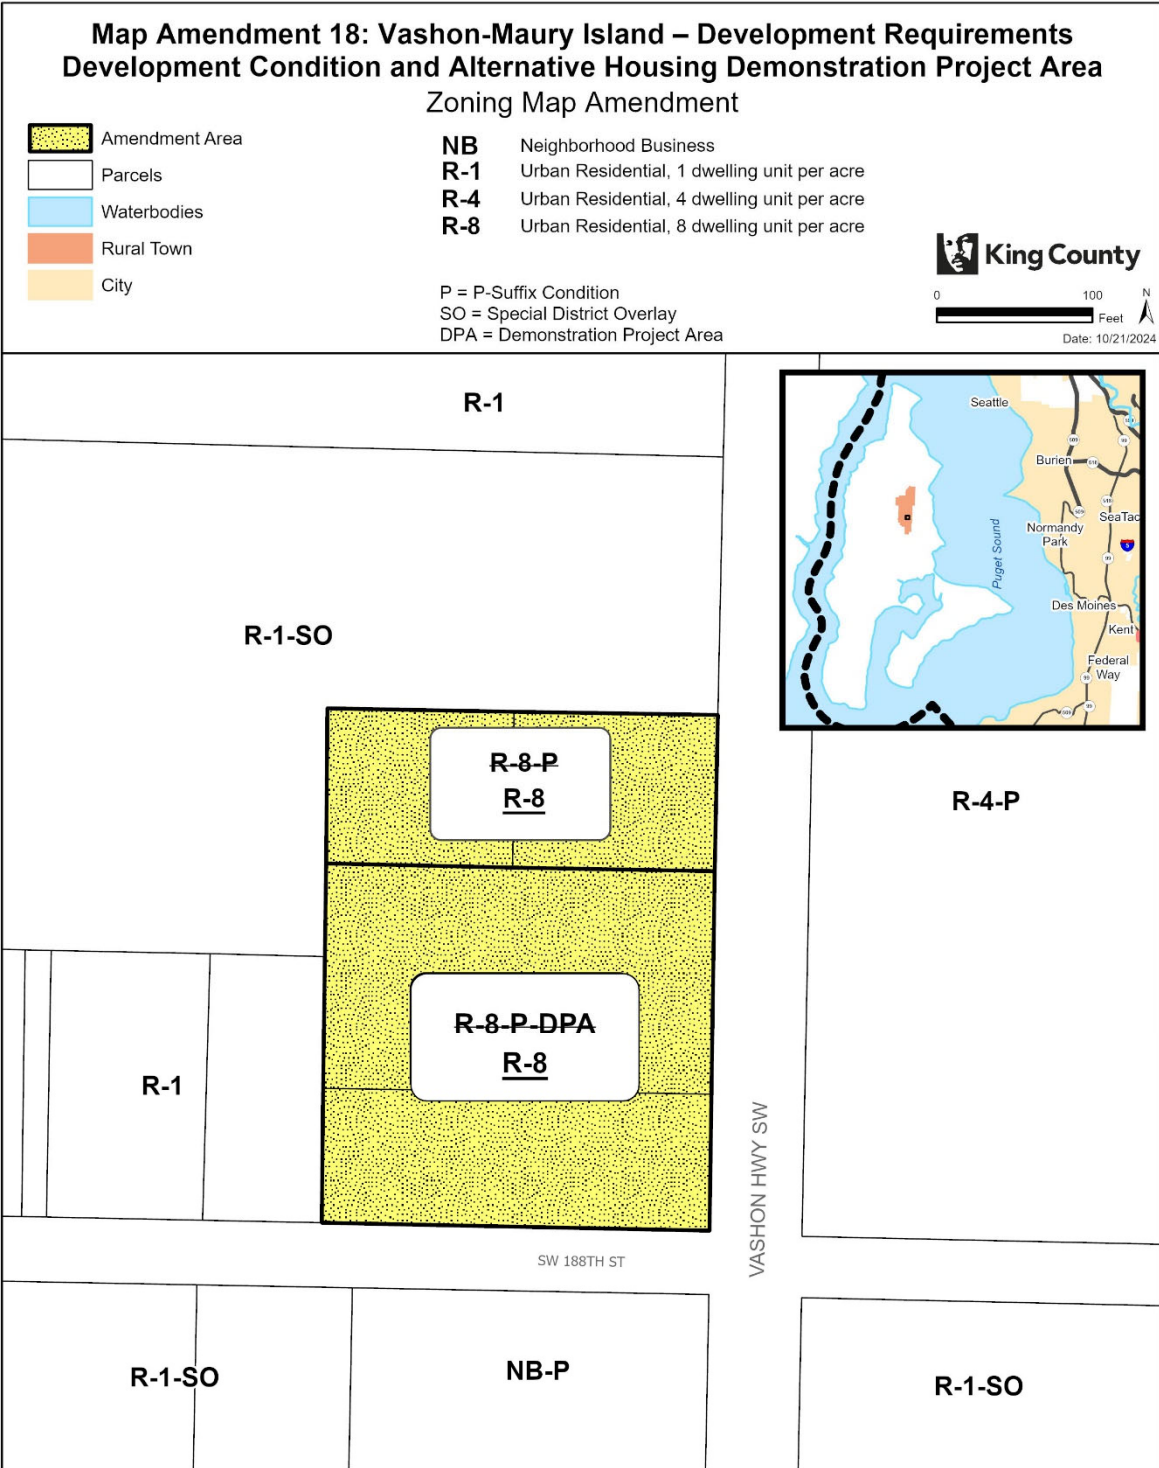 Map Amendment 18: Vashon-Maury Island – Development Requirements
Development Condition and Alternative Housing Demonstration Project Area
Zoning Map Amendment
Amendment Area
Parcels
Waterbodies
Rural Town
City
NB Neighborhood Business
R-1 Urban Residential, 1 dwelling unit per acre
R-4 Urban Residential, 4 dwelling unit per acre
R-8 Urban Residential, 8 dwelling unit per acre
P = P-Suffix Condition
SO = Special District Overlay
DPA = Demonstration Project Area
King County
0 100
Feet
N
Date: 10/21/2024
R-1
Seattle
Burien
SeaTac
Normandy
Park
Puget Sound
Des Moines
Kent
Federal
Way
509
518
99
5
R-1-SO
R-8-P
R-8
R-4-P
R-8-P-DPA
R-8
R-1
VASHON HWY SW
SW 188TH ST
R-1-SO
NB-P
R-1-SO